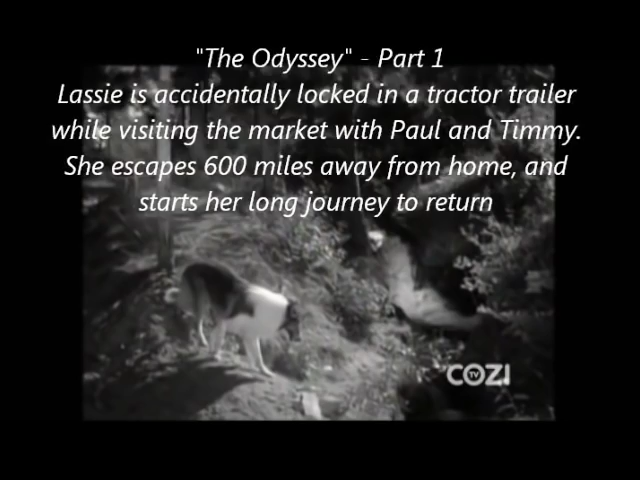 "The Odyssey" - Part 1
Lassie is accidentally locked in a tractor trailer
while visiting the market with Paul and Timmy.
She escapes 600 miles away from home, and
starts her long journey to return
COZI
TV